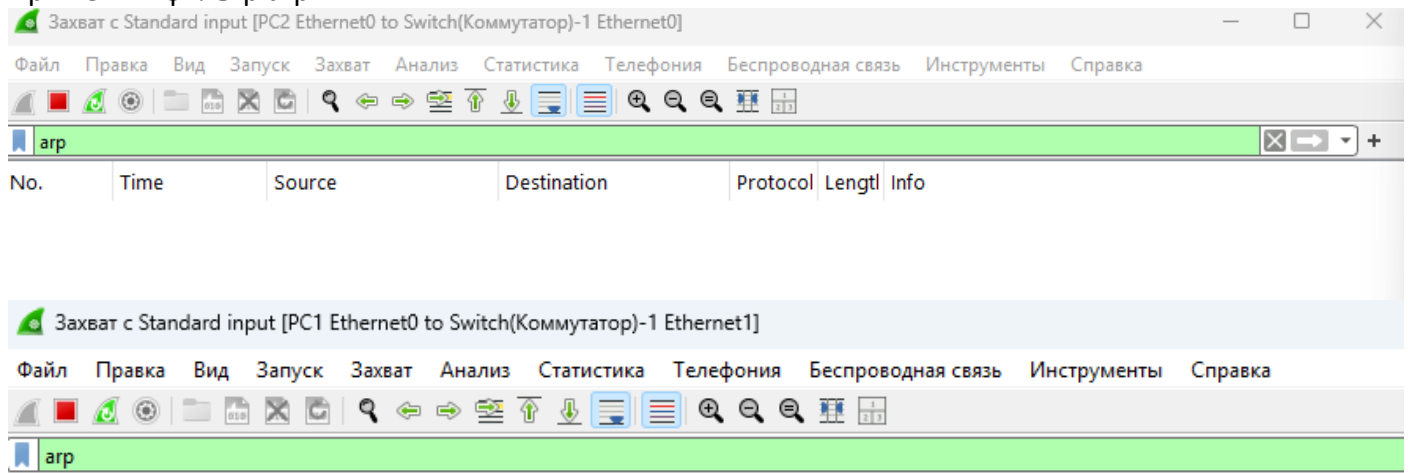 Захват с Standard input [PC2 Ethernet0 to Switch(Коммутатор)-1 Ethernet0]
Файл Правка Вид Запуск Захват Анализ Статистика Телефония Беспроводная связь Инструменты Справка
arp
No. Time Source Destination Protocol Lengtl Info
Захват с Standard input [PC1 Ethernet0 to Switch(Коммутатор)-1 Ethernet1]
Файл Правка Вид Запуск Захват Анализ Статистика Телефония Беспроводная связь Инструменты Справка
arp